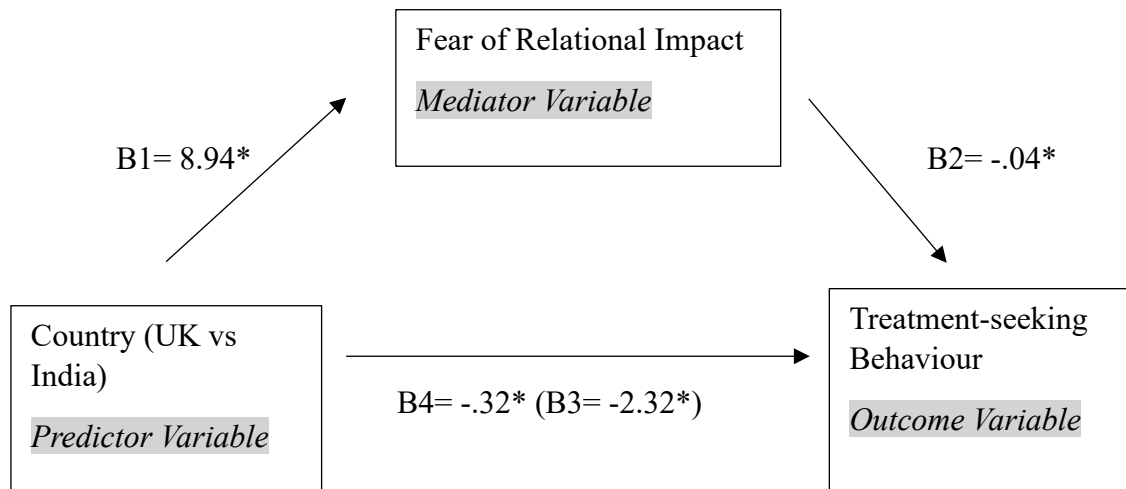 Fear of Relational Impact
Mediator Variable
B1= 8.94*
B2= -.04*
Country (UK vs
India)
Predictor Variable
B4= -.32* (B3= -2.32*)
Treatment-seeking
Behaviour
Outcome Variable